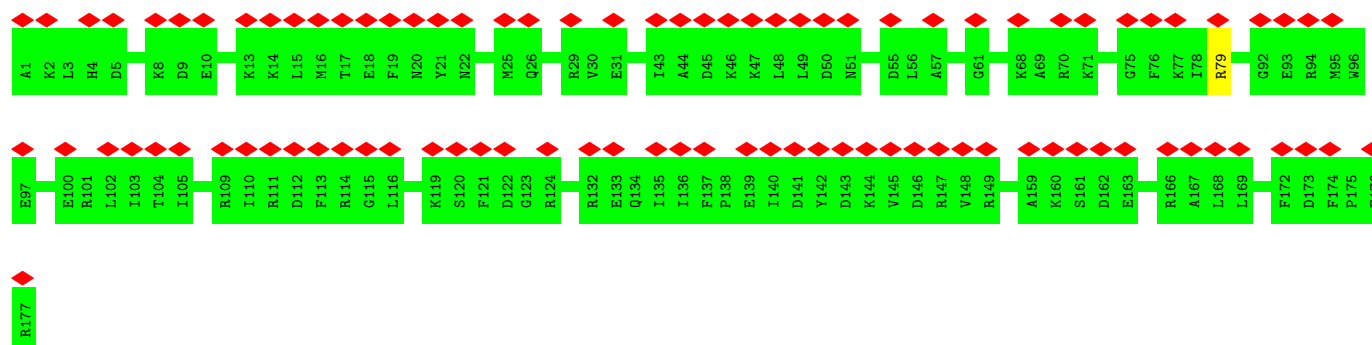 A1 K2 L3 H4 D5 K8 D9 E10 K13 K14 L15 M16 T17 E18 F19 N20 Y21 N22 M25 Q26 R29 V30 E31 I43 A44 D45 K46 K47 L48 L49 D50 N51 D55 L56 A57 G61 K68 A69 R70 K71 G75 F76 K77 I78 R79 G92 E93 R94 M95 W96
E97 E100 R101 L102 I103 T104 I105 R109 I110 R111 D112 F113 R114 G115 L116 K119 S120 F121 D122 G123 R124 R132 E133 Q134 I135 I136 F137 P138 E139 I140 D141 Y142 D143 K144 V145 D146 R147 V148 R149 A159 K160 S161 D162 E163 R166 A167 L168 L169 F172 D173 F174 P175
R177